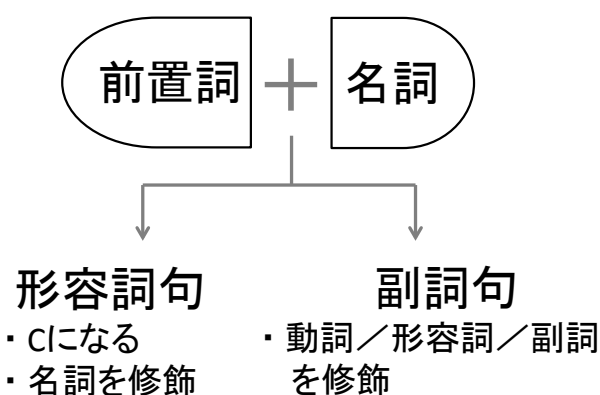 前置詞 + 名詞
形容詞句
・Cになる
・名詞を修飾
副詞句
・動詞／形容詞／副詞
を修飾